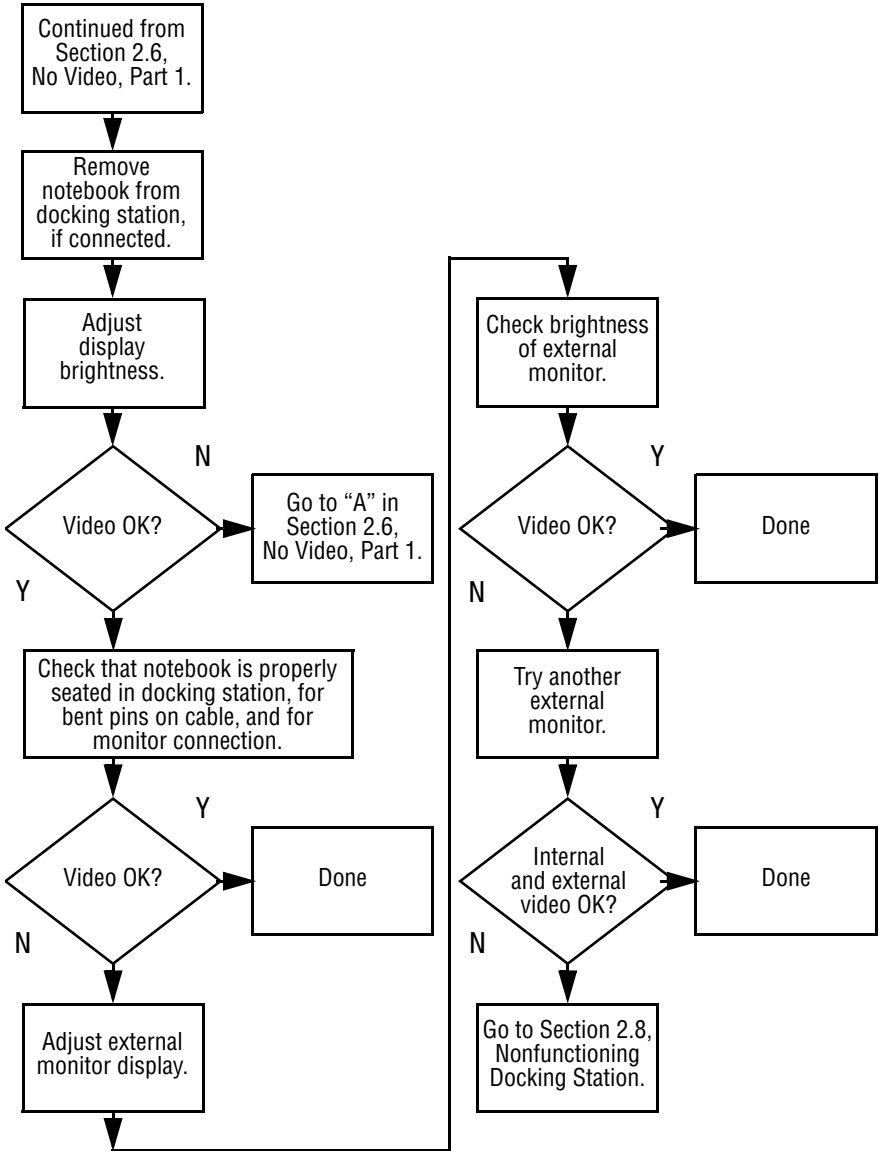 Continued from
Section 2.6,
No Video, Part 1.
Remove
notebook from
docking station,
if connected.
Adjust
display
brightness.
Video OK?
N
Go to “A” in
Section 2.6,
No Video, Part 1.
Y
Check that notebook is properly
seated in docking station, for
bent pins on cable, and for
monitor connection.
Video OK?
Y
Done
N
Adjust external
monitor display.
Check brightness
of external
monitor.
Video OK?
Y
Done
N
Try another
external
monitor.
Internal
and external
video OK?
Y
Done
N
Go to Section 2.8,
Nonfunctioning
Docking Station.